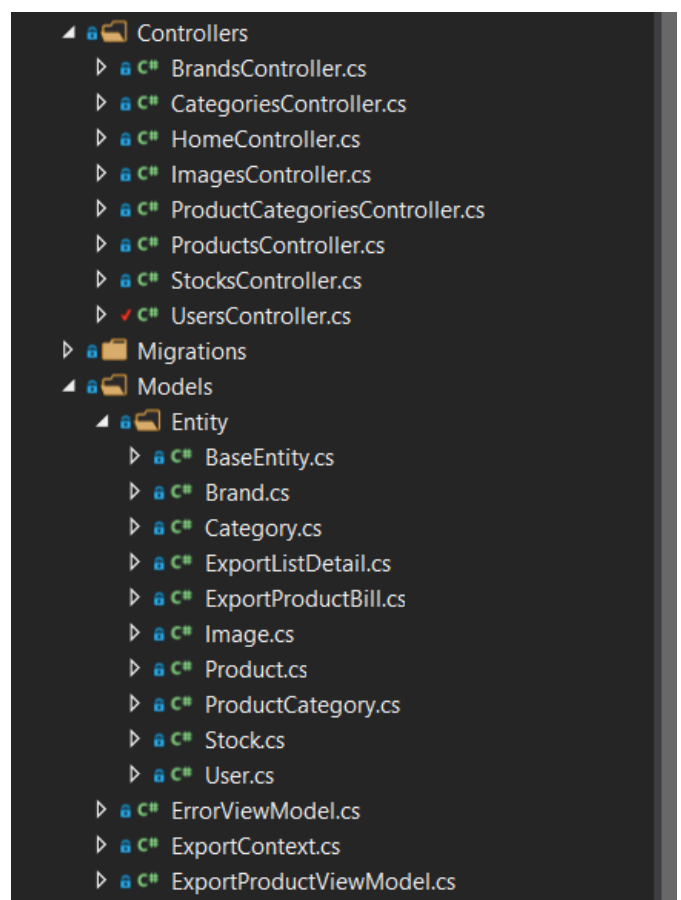 Controllers
C# BrandsController.cs
C# CategoriesController.cs
C# HomeController.cs
C# ImagesController.cs
C# ProductCategoriesController.cs
C# ProductsController.cs
C# StocksController.cs
C# UsersController.cs
Migrations
Models
Entity
C# BaseEntity.cs
C# Brand.cs
C# Category.cs
C# ExportListDetail.cs
C# ExportProductBill.cs
C# Image.cs
C# Product.cs
C# ProductCategory.cs
C# Stock.cs
C# User.cs
C# ErrorViewModel.cs
C# ExportContext.cs
C# ExportProductViewModel.cs